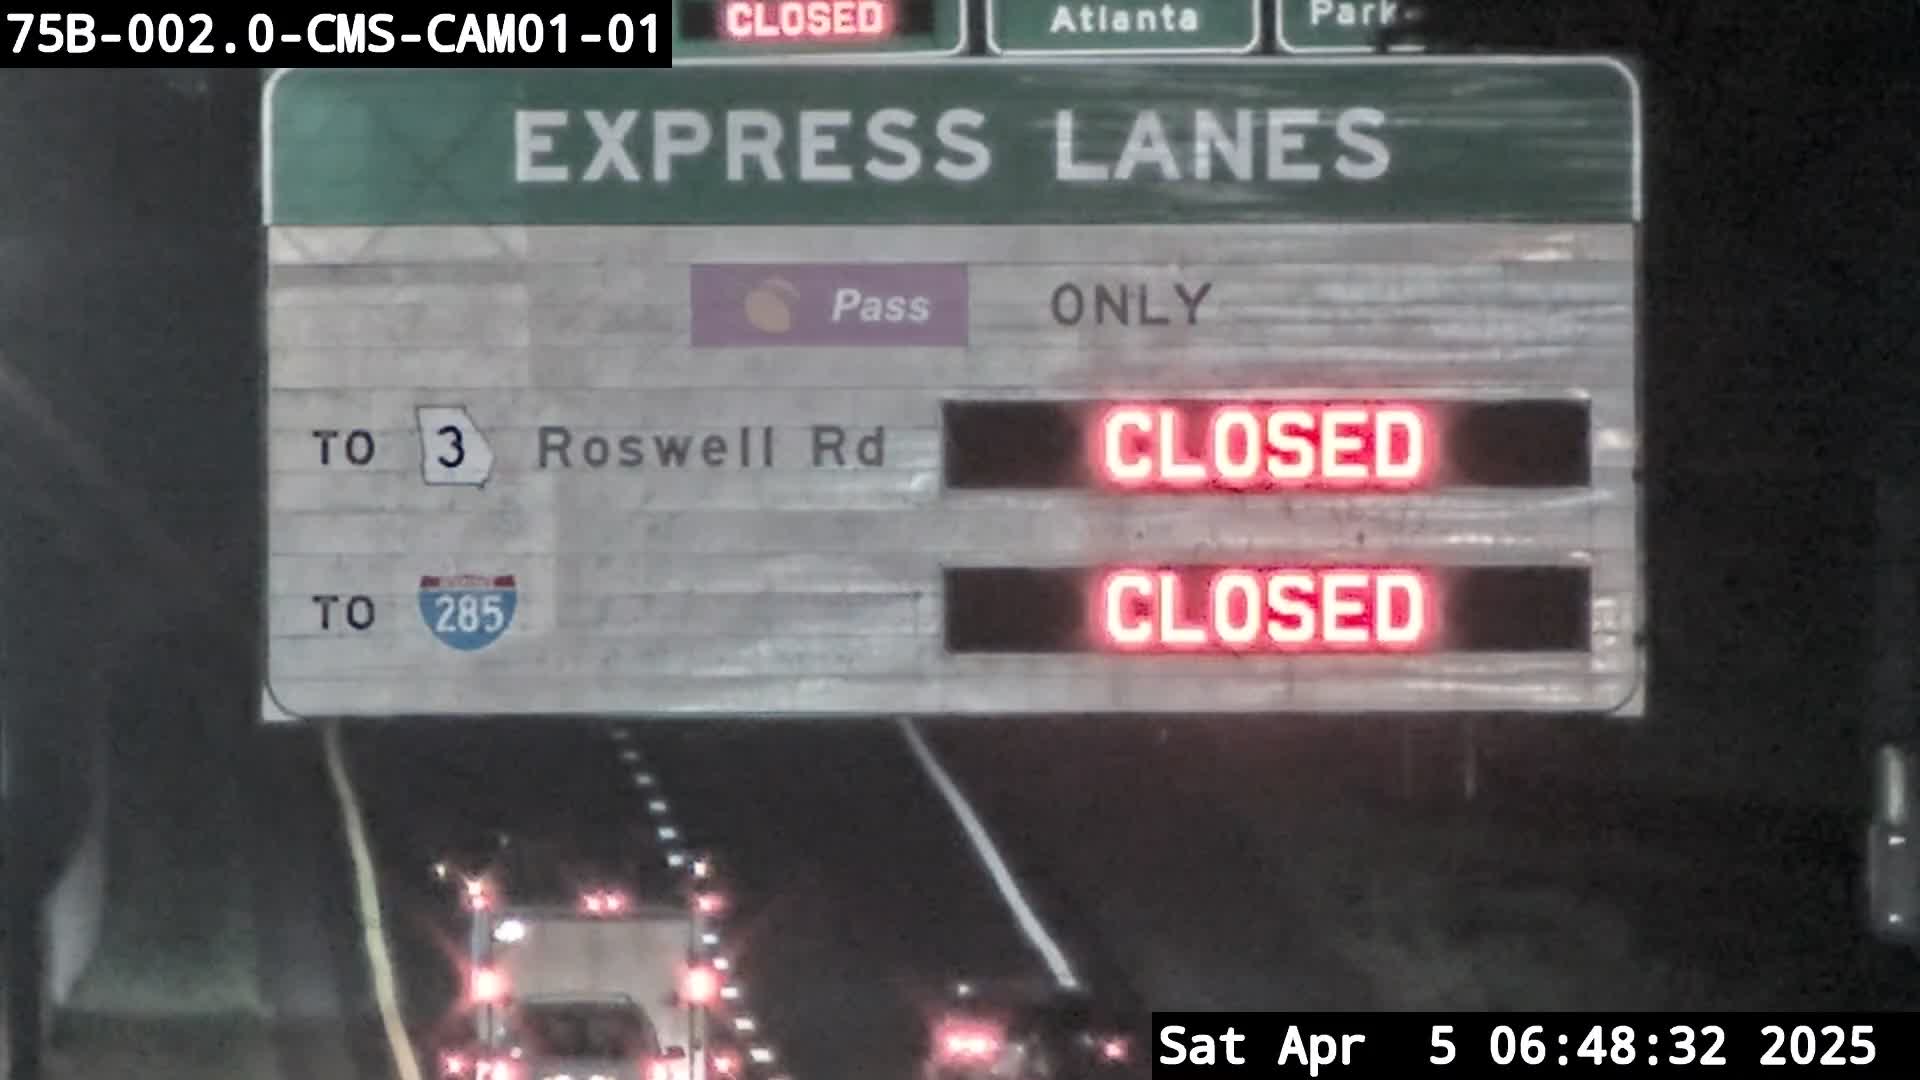 75B-002.0-CMS-CAM01-01
CLOSED
Atlanta
Park
EXPRESS LANES
Pass ONLY
TO 3 Roswell Rd CLOSED
TO 285 CLOSED
Sat Apr 5 06:48:32 2025